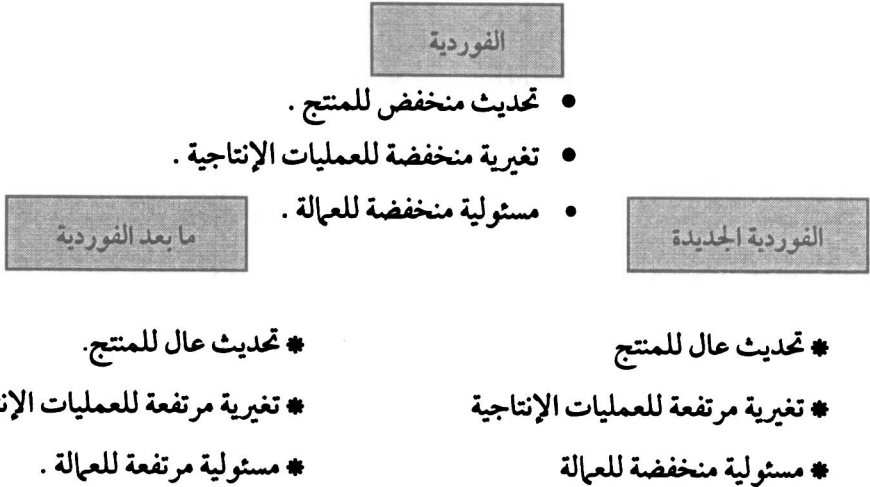 الفوردية
• تحديث منخفض للمنتج .
• تغيرية منخفضة للعمليات الإنتاجية .
• مسئولية منخفضة للعمالة .
الفوردية الجديدة
* تحديث عال للمنتج
* تغيرية مرتفعة للعمليات الإنتاجية
* مسئولية منخفضة للعمالة
ما بعد الفوردية
* تحديث عال للمنتج.
* تغيرية مرتفعة للعمليات
* مسئولية مرتفعة للعمالة .